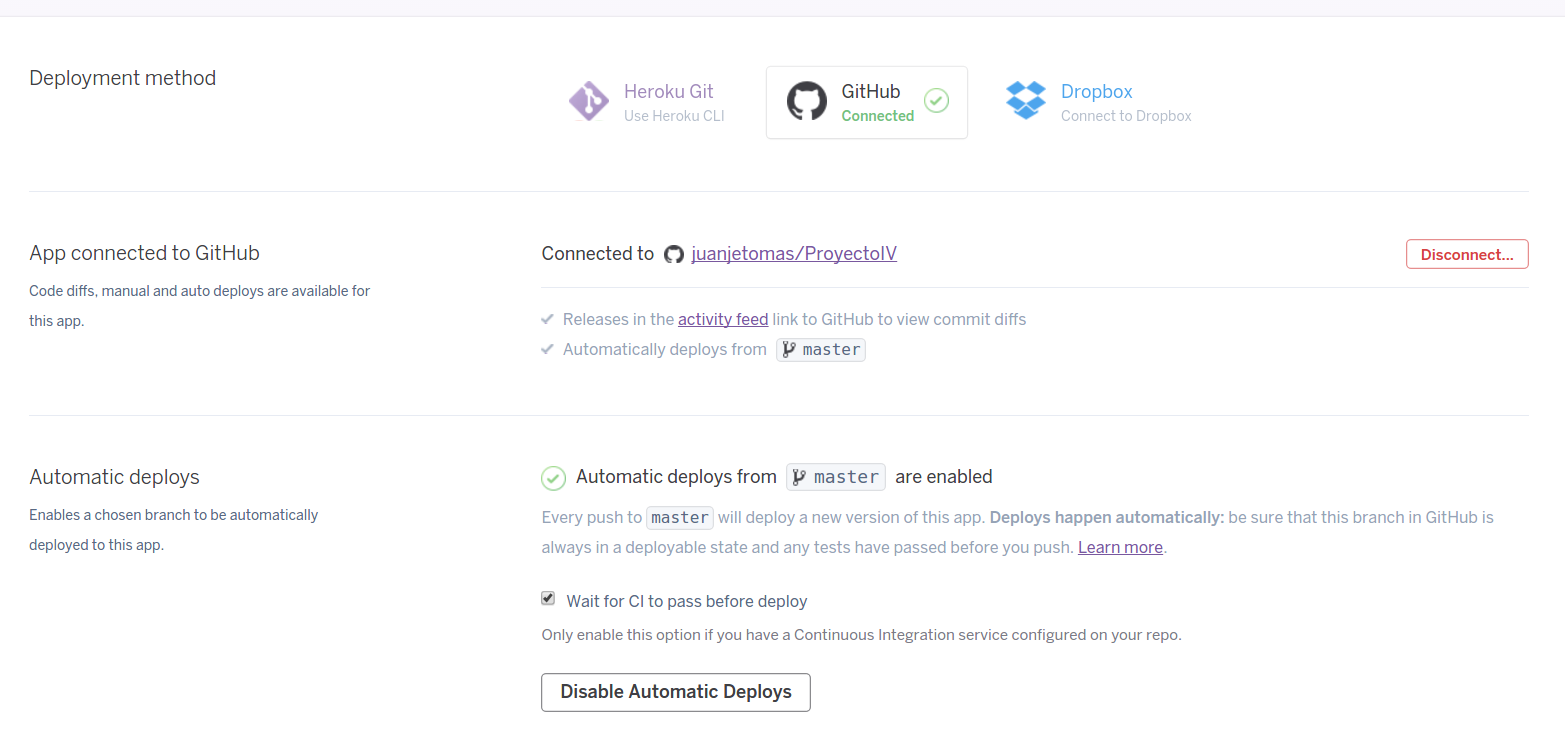 Deployment method
Heroku Git
Use Heroku CLI
GitHub
Connected
Dropbox
Connect to Dropbox
App connected to GitHub
Code diffs, manual and auto deploys are available for
this app.
Connected to juanjetomas/ProyectoIV
Disconnect...
Releases in the activity feed link to GitHub to view commit diffs
Automatically deploys from master
Automatic deploys
Enables a chosen branch to be automatically
deployed to this app.
Automatic deploys from master are enabled
Every push to master will deploy a new version of this app. Deploys happen automatically: be sure that this branch in GitHub is
always in a deployable state and any tests have passed before you push. Learn more.
Wait for CI to pass before deploy
Only enable this option if you have a Continuous Integration service configured on your repo.
Disable Automatic Deploys